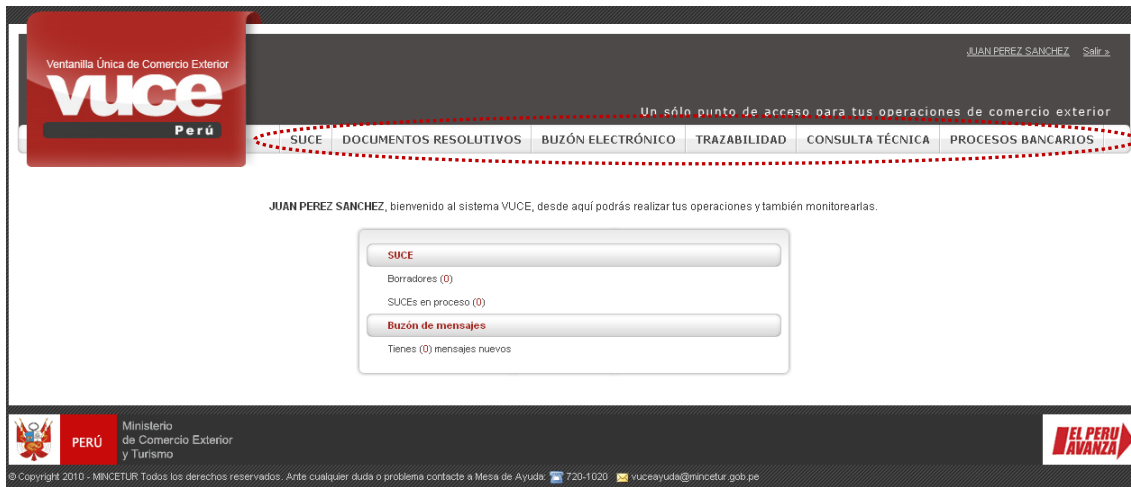 JUAN PEREZ SANCHEZ Salir »
Ventanilla Única de Comercio Exterior
vuce
Perú
Un sólo punto de acceso para tus operaciones de comercio exterior
SUCE DOCUMENTOS RESOLUTIVOS BUZÓN ELECTRÓNICO TRAZABILIDAD CONSULTA TÉCNICA PROCESOS BANCARIOS
JUAN PEREZ SANCHEZ, bienvenido al sistema VUCE, desde aquí podrás realizar tus operaciones y también monitorearlas.
SUCE
Borradores (0)
SUCEs en proceso (0)
Buzón de mensajes
Tienes (0) mensajes nuevos
PERÚ
Ministerio
de Comercio Exterior
y Turismo
EL PERU
AVANZA
© Copyright 2010 - MINCETUR Todos los derechos reservados. Ante cualquier duda o problema contacte a Mesa de Ayuda: 720-1020 vuceayuda@mincetur.gob.pe